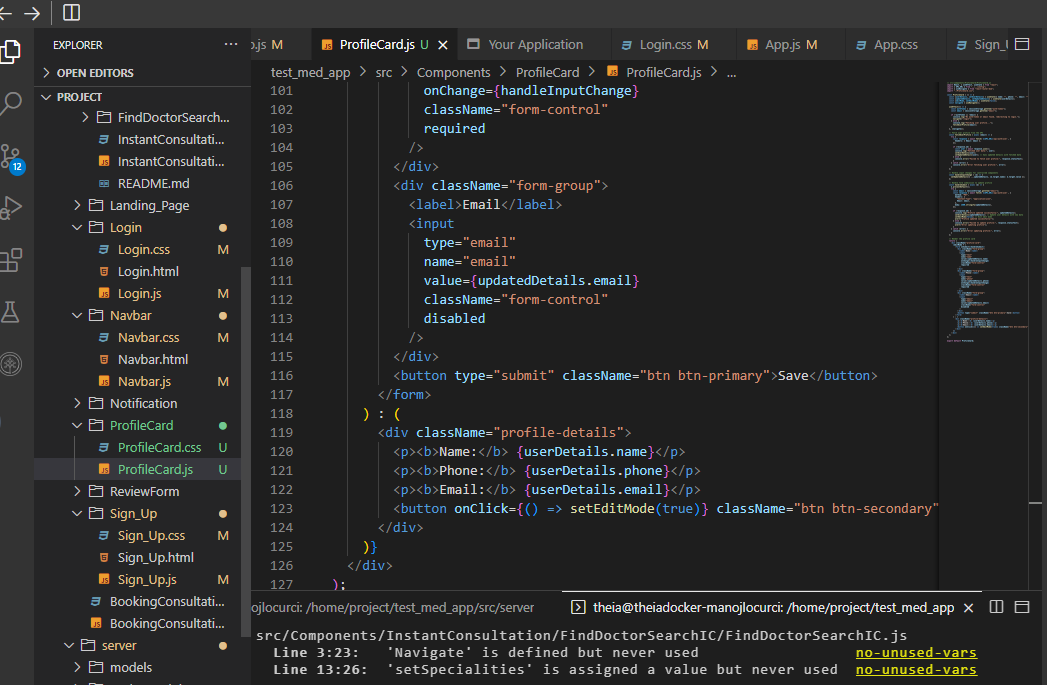 EXPLORER
...
OPEN EDITORS
PROJECT
FindDoctorSearch...
InstantConsultati...
InstantConsultati...
README.md
Landing_Page
Login
Login.css M
Login.html
Login.js M
Navbar
Navbar.css M
Navbar.html
Navbar.js M
Notification
ProfileCard
ProfileCard.css U
ProfileCard.js U
ReviewForm
Sign_Up
Sign_Up.css M
Sign_Up.html
Sign_Up.js M
BookingConsultati...
BookingConsultati...
server
models
12
.js M
ProfileCard.js U
Your Application
Login.css M
App.js M
App.css
Sign_
test_med_app > src > Components > ProfileCard > ProfileCard.js > ...
101 onChange={handleInputChange}
102 className="form-control"
103 required
104 />
105 </div>
106 <div className="form-group">
107 <label>Email</label>
108 <input
109 type="email"
110 name="email"
111 value={updatedDetails.email}
112 className="form-control"
113 disabled
114 />
115 </div>
116 <button type="submit" className="btn btn-primary">Save</button>
117 </form>
118 ) : (
119 <div className="profile-details">
120 <p><b>Name:</b> {userDetails.name}</p>
121 <p><b>Phone:</b> {userDetails.phone}</p>
122 <p><b>Email:</b> {userDetails.email}</p>
123 <button onClick={() => setEditMode(true)} className="btn btn-secondary"
124 </div>
125 )}
126 </div>
127 );
ojlocurci: /home/project/test_med_app/src/server
theia@theiadocker-manojlocurci: /home/project/test_med_app
src/Components/InstantConsultation/FindDoctorSearchIC/FindDoctorSearchIC.js
Line 3:23: 'Navigate' is defined but never used no-unused-vars
Line 13:26: 'setSpecialities' is assigned a value but never used no-unused-vars